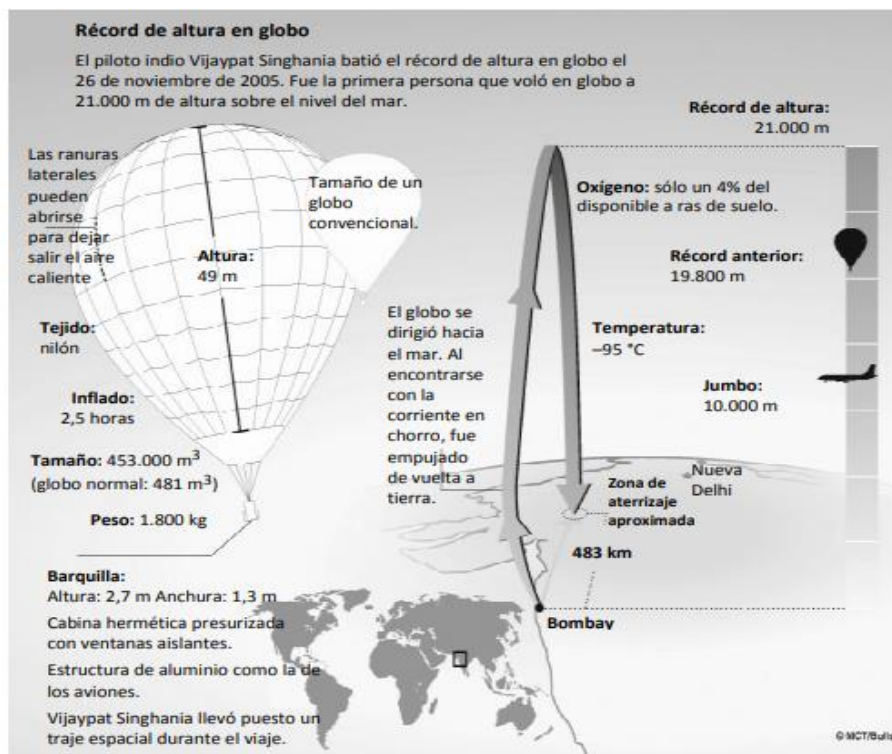 Récord de altura en globo
El piloto indio Vijaypat Singhania batió el récord de altura en globo el
26 de noviembre de 2005. Fue la primera persona que voló en globo a
21.000 m de altura sobre el nivel del mar.
Las ranuras
laterales
pueden
abrirse
para dejar
salir el aire
caliente
Tamaño de un
globo
convencional.
Altura:
49 m
Tejido:
nilón
Inflado:
2,5 horas
Tamaño: 453.000 m³
(globo normal: 481 m³)
Peso: 1.800 kg
Barquilla:
Altura: 2,7 m Anchura: 1,3 m
Cabina hermética presurizada
con ventanas aislantes.
Estructura de aluminio como la de
los aviones.
Vijaypat Singhania llevó puesto un
traje espacial durante el viaje.
El globo se
dirigió hacia
el mar. Al
encontrarse
con la
corriente en
chorro, fue
empujado
de vuelta a
tierra.
Récord de altura:
21.000 m
Oxígeno: sólo un 4% del
disponible a ras de suelo.
Récord anterior:
19.800 m
Temperatura:
–95 °C
Jumbo:
10.000 m
Nueva
Delhi
Zona de
aterrizaje
aproximada
483 km
Bombay
© MCT/Bulls